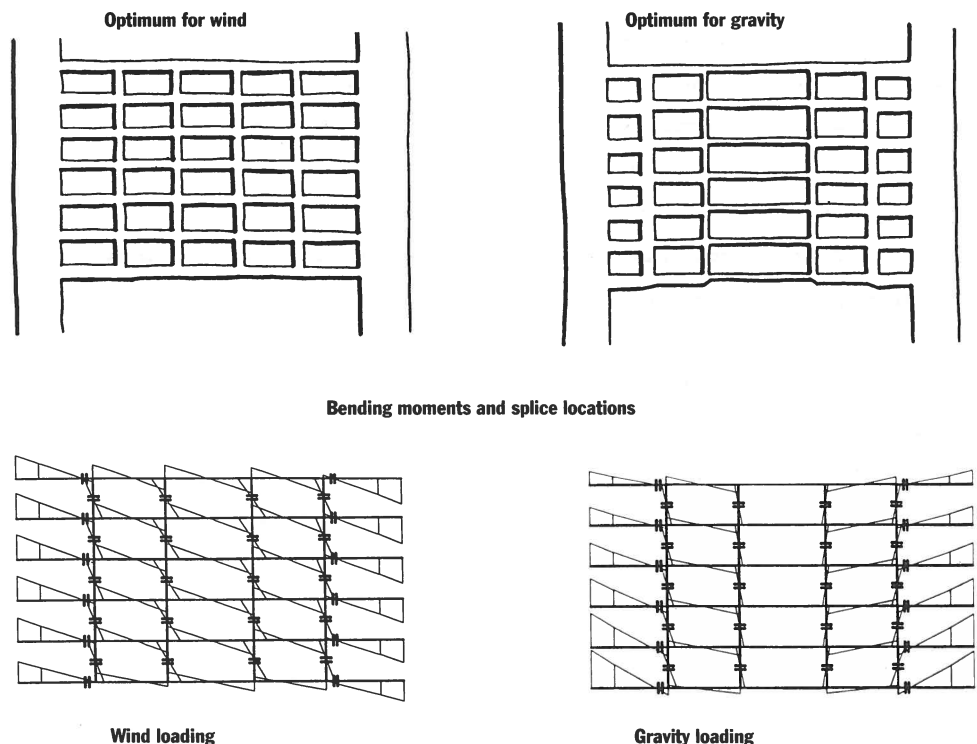 Optimum for wind
Optimum for gravity
Bending moments and splice locations
Wind loading
Gravity loading